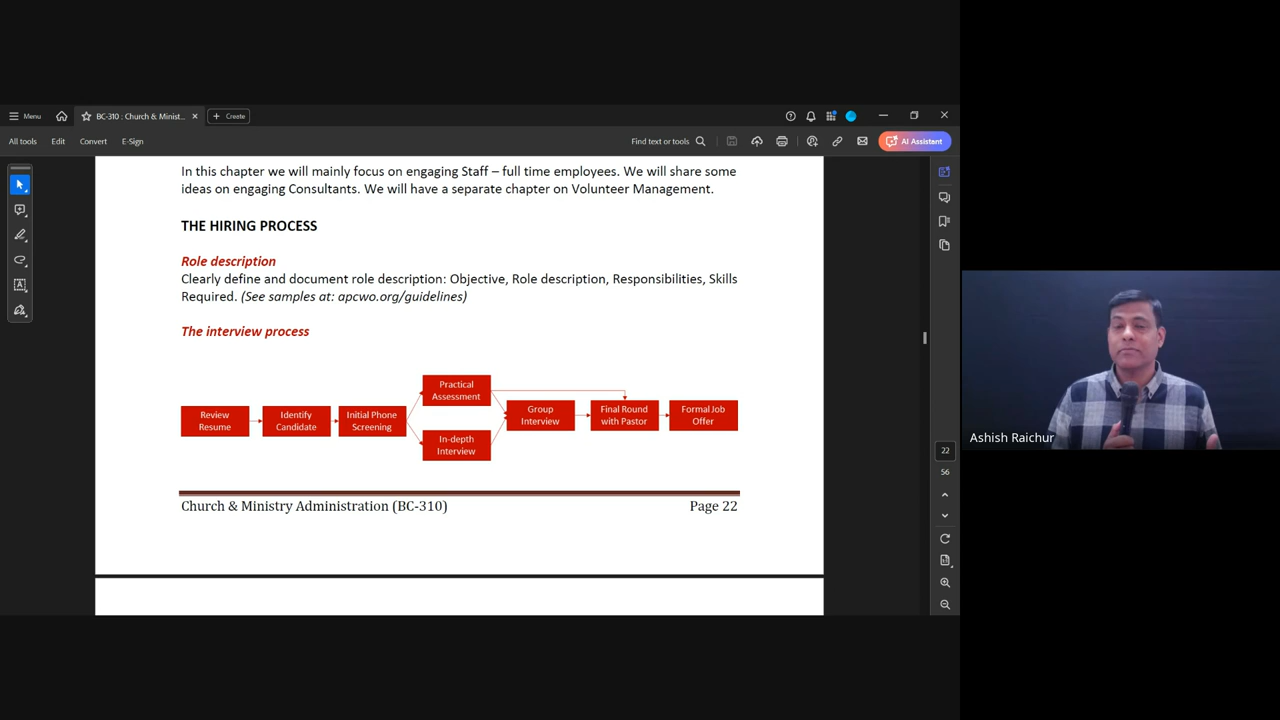 Menu
BC-310 : Church & Minist...
Create
All tools
Edit
Convert
E-Sign
Find text or tools
AI Assistant
In this chapter we will mainly focus on engaging Staff – full time employees. We will share some
ideas on engaging Consultants. We will have a separate chapter on Volunteer Management.
THE HIRING PROCESS
Role description
Clearly define and document role description: Objective, Role description, Responsibilities, Skills
Required. (See samples at: apcwo.org/guidelines)
The interview process
Review
Resume
Identify
Candidate
Initial Phone
Screening
Practical
Assessment
In-depth
Interview
Group
Interview
Final Round
with Pastor
Formal Job
Offer
Church & Ministry Administration (BC-310)
Page 22
22
56
Ashish Raichur